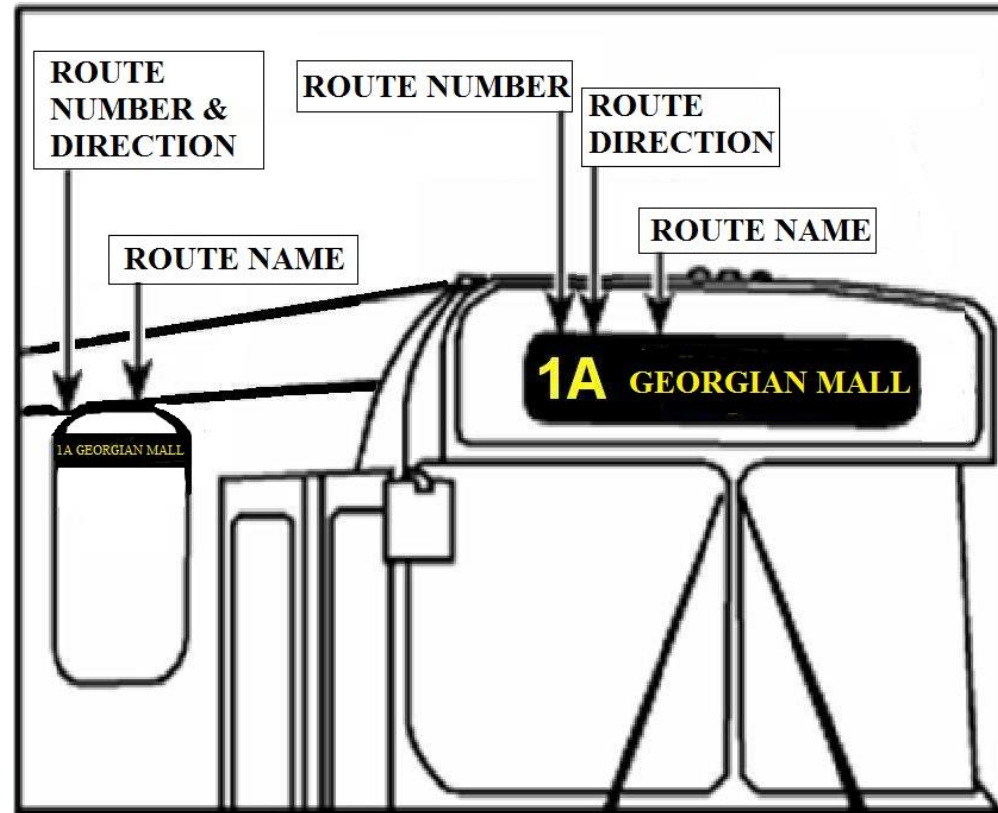 ROUTE
NUMBER &
DIRECTION
ROUTE NUMBER
ROUTE
DIRECTION
ROUTE NAME
ROUTE NAME
1A GEORGIAN MALL
1A GEORGIAN MALL